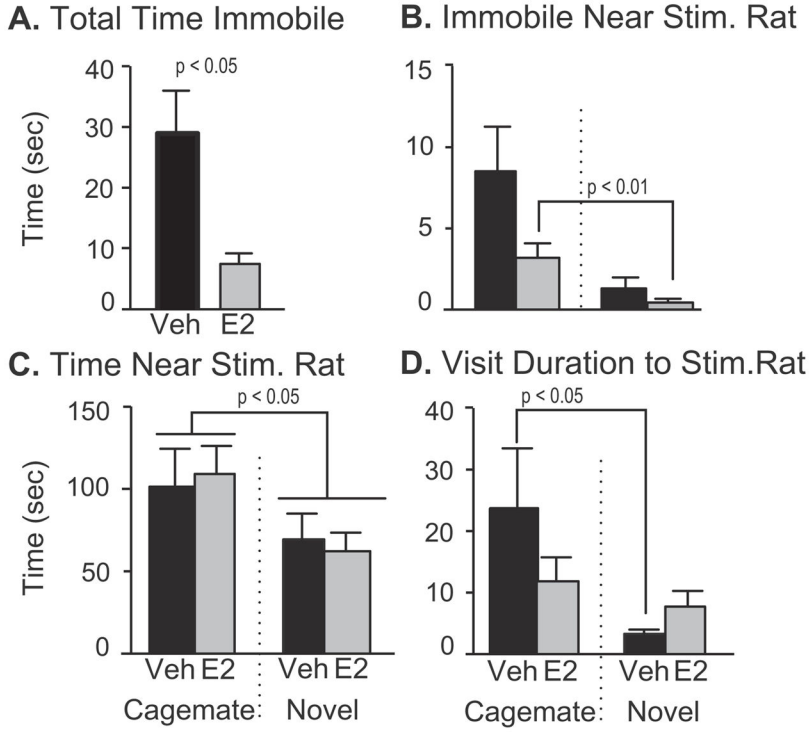 A. Total Time Immobile
40
p < 0.05
30
20
10
0
Time (sec)
Veh E2
B. Immobile Near Stim. Rat
15
10
p < 0.01
5
0
C. Time Near Stim. Rat
150
p < 0.05
100
50
0
Time (sec)
Veh E2 Veh E2
Cagemate Novel
D. Visit Duration to Stim.Rat
40
p < 0.05
30
20
10
0
Veh E2 Veh E2
Cagemate Novel